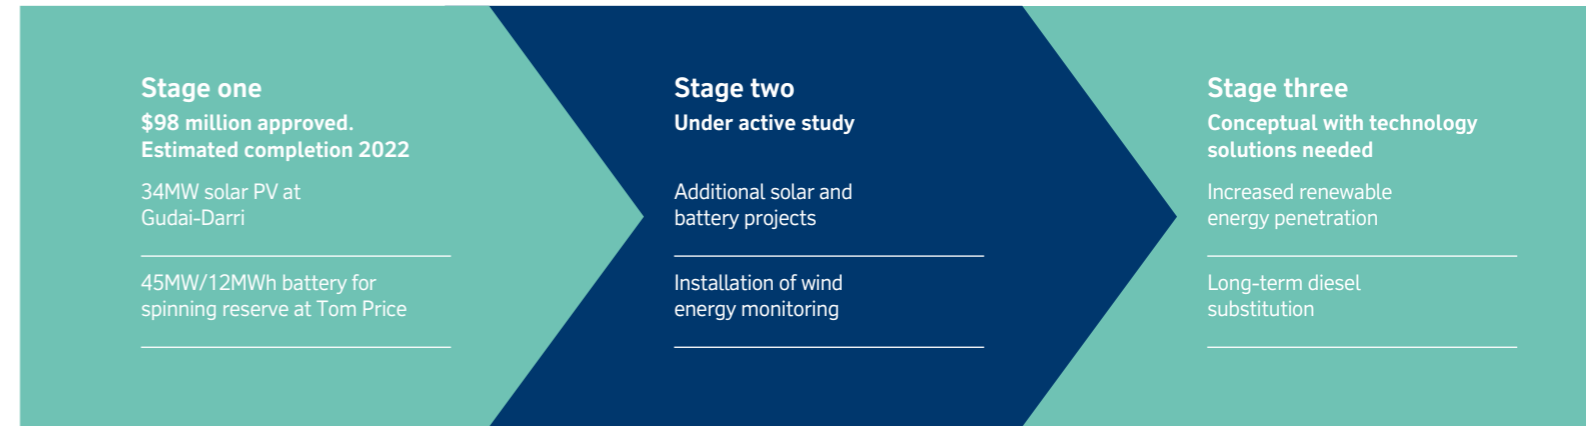 Stage one
$98 million approved.
Estimated completion 2022
34MW solar PV at
Gudai-Darri
45MW/12MWh battery for
spinning reserve at Tom Price
Stage two
Under active study
Additional solar and
battery projects
Installation of wind
energy monitoring
Stage three
Conceptual with technology
solutions needed
Increased renewable
energy penetration
Long-term diesel
substitution